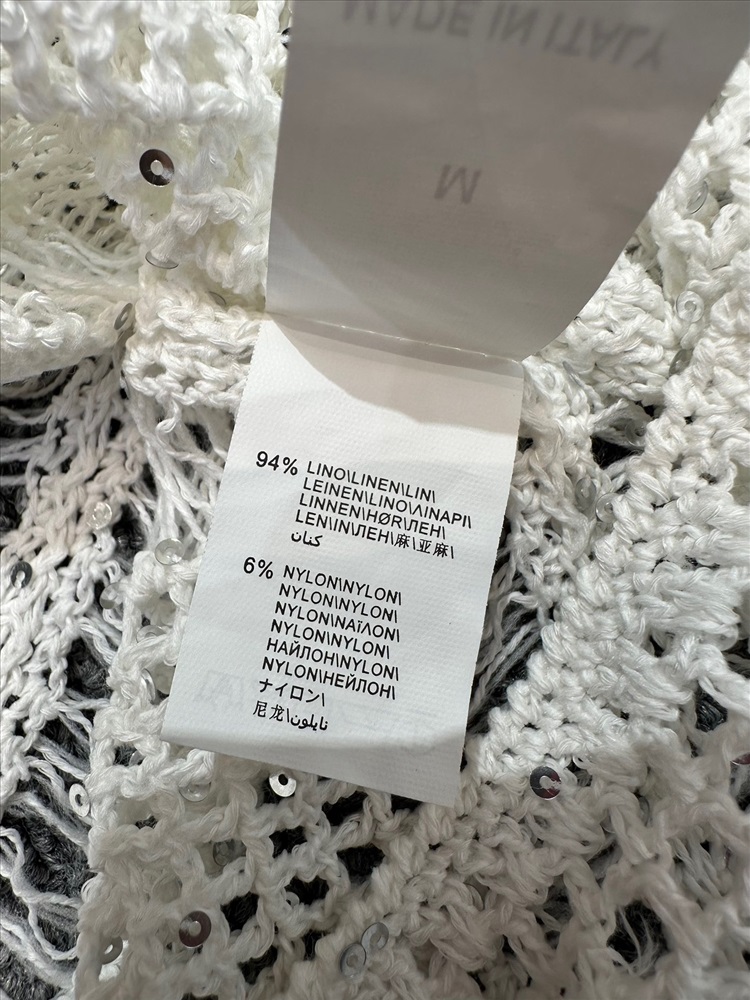 MADE IN ITALY
M
94% LINO\LINEN\LIN\
LEINEN\LINO\ΛΙΝΑΡΙ\
LINNEN\HØR\ЛЕН\
LEN\IN\ЛЕН\麻\亚麻\
كتان
6% NYLON\NYLON\
NYLON\NYLON\
NYLON\ΝΑΪΛΟΝ\
NYLON\NYLON\
НАЙЛОН\NYLON\
NYLON\НЕЙЛОН\
ナイロン\
尼龙\نايلون